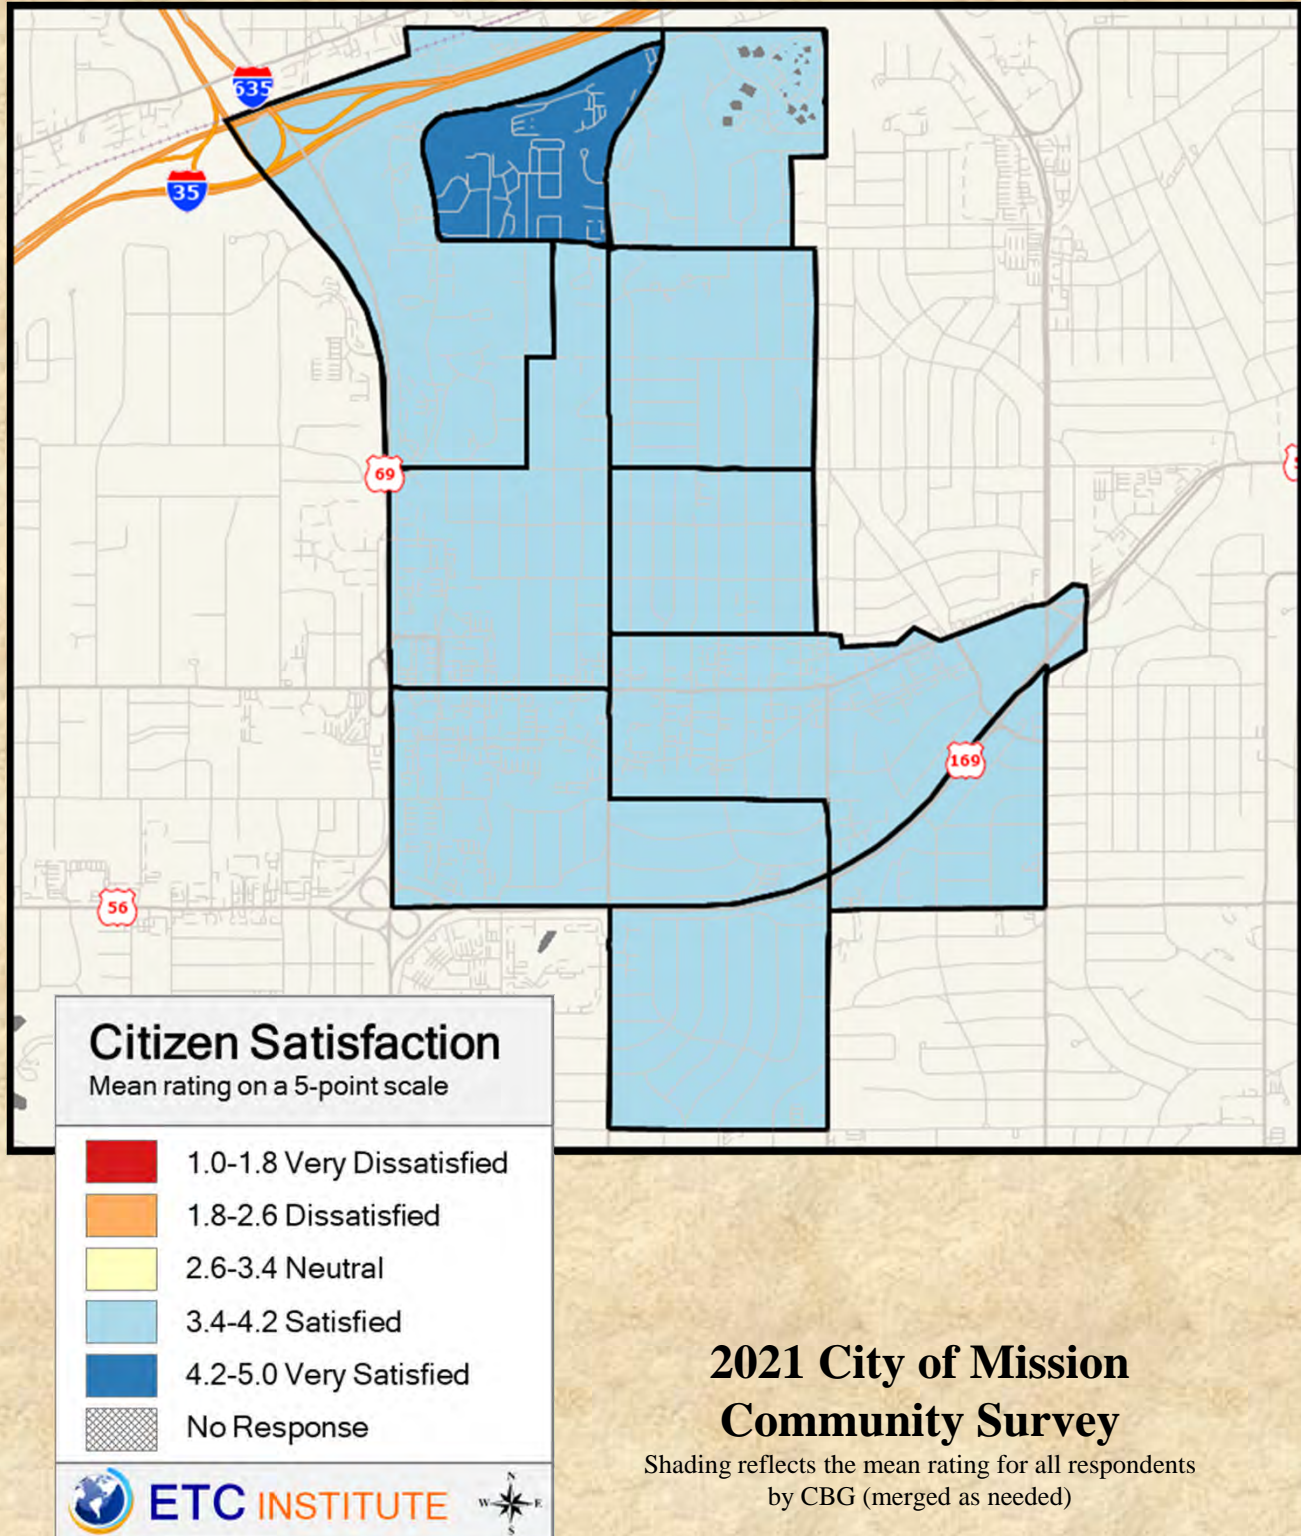 635
35
69
169
56
Citizen Satisfaction
Mean rating on a 5-point scale
1.0-1.8 Very Dissatisfied
1.8-2.6 Dissatisfied
2.6-3.4 Neutral
3.4-4.2 Satisfied
4.2-5.0 Very Satisfied
No Response
ETC INSTITUTE
N
W E
S
2021 City of Mission
Community Survey
Shading reflects the mean rating for all respondents
by CBG (merged as needed)